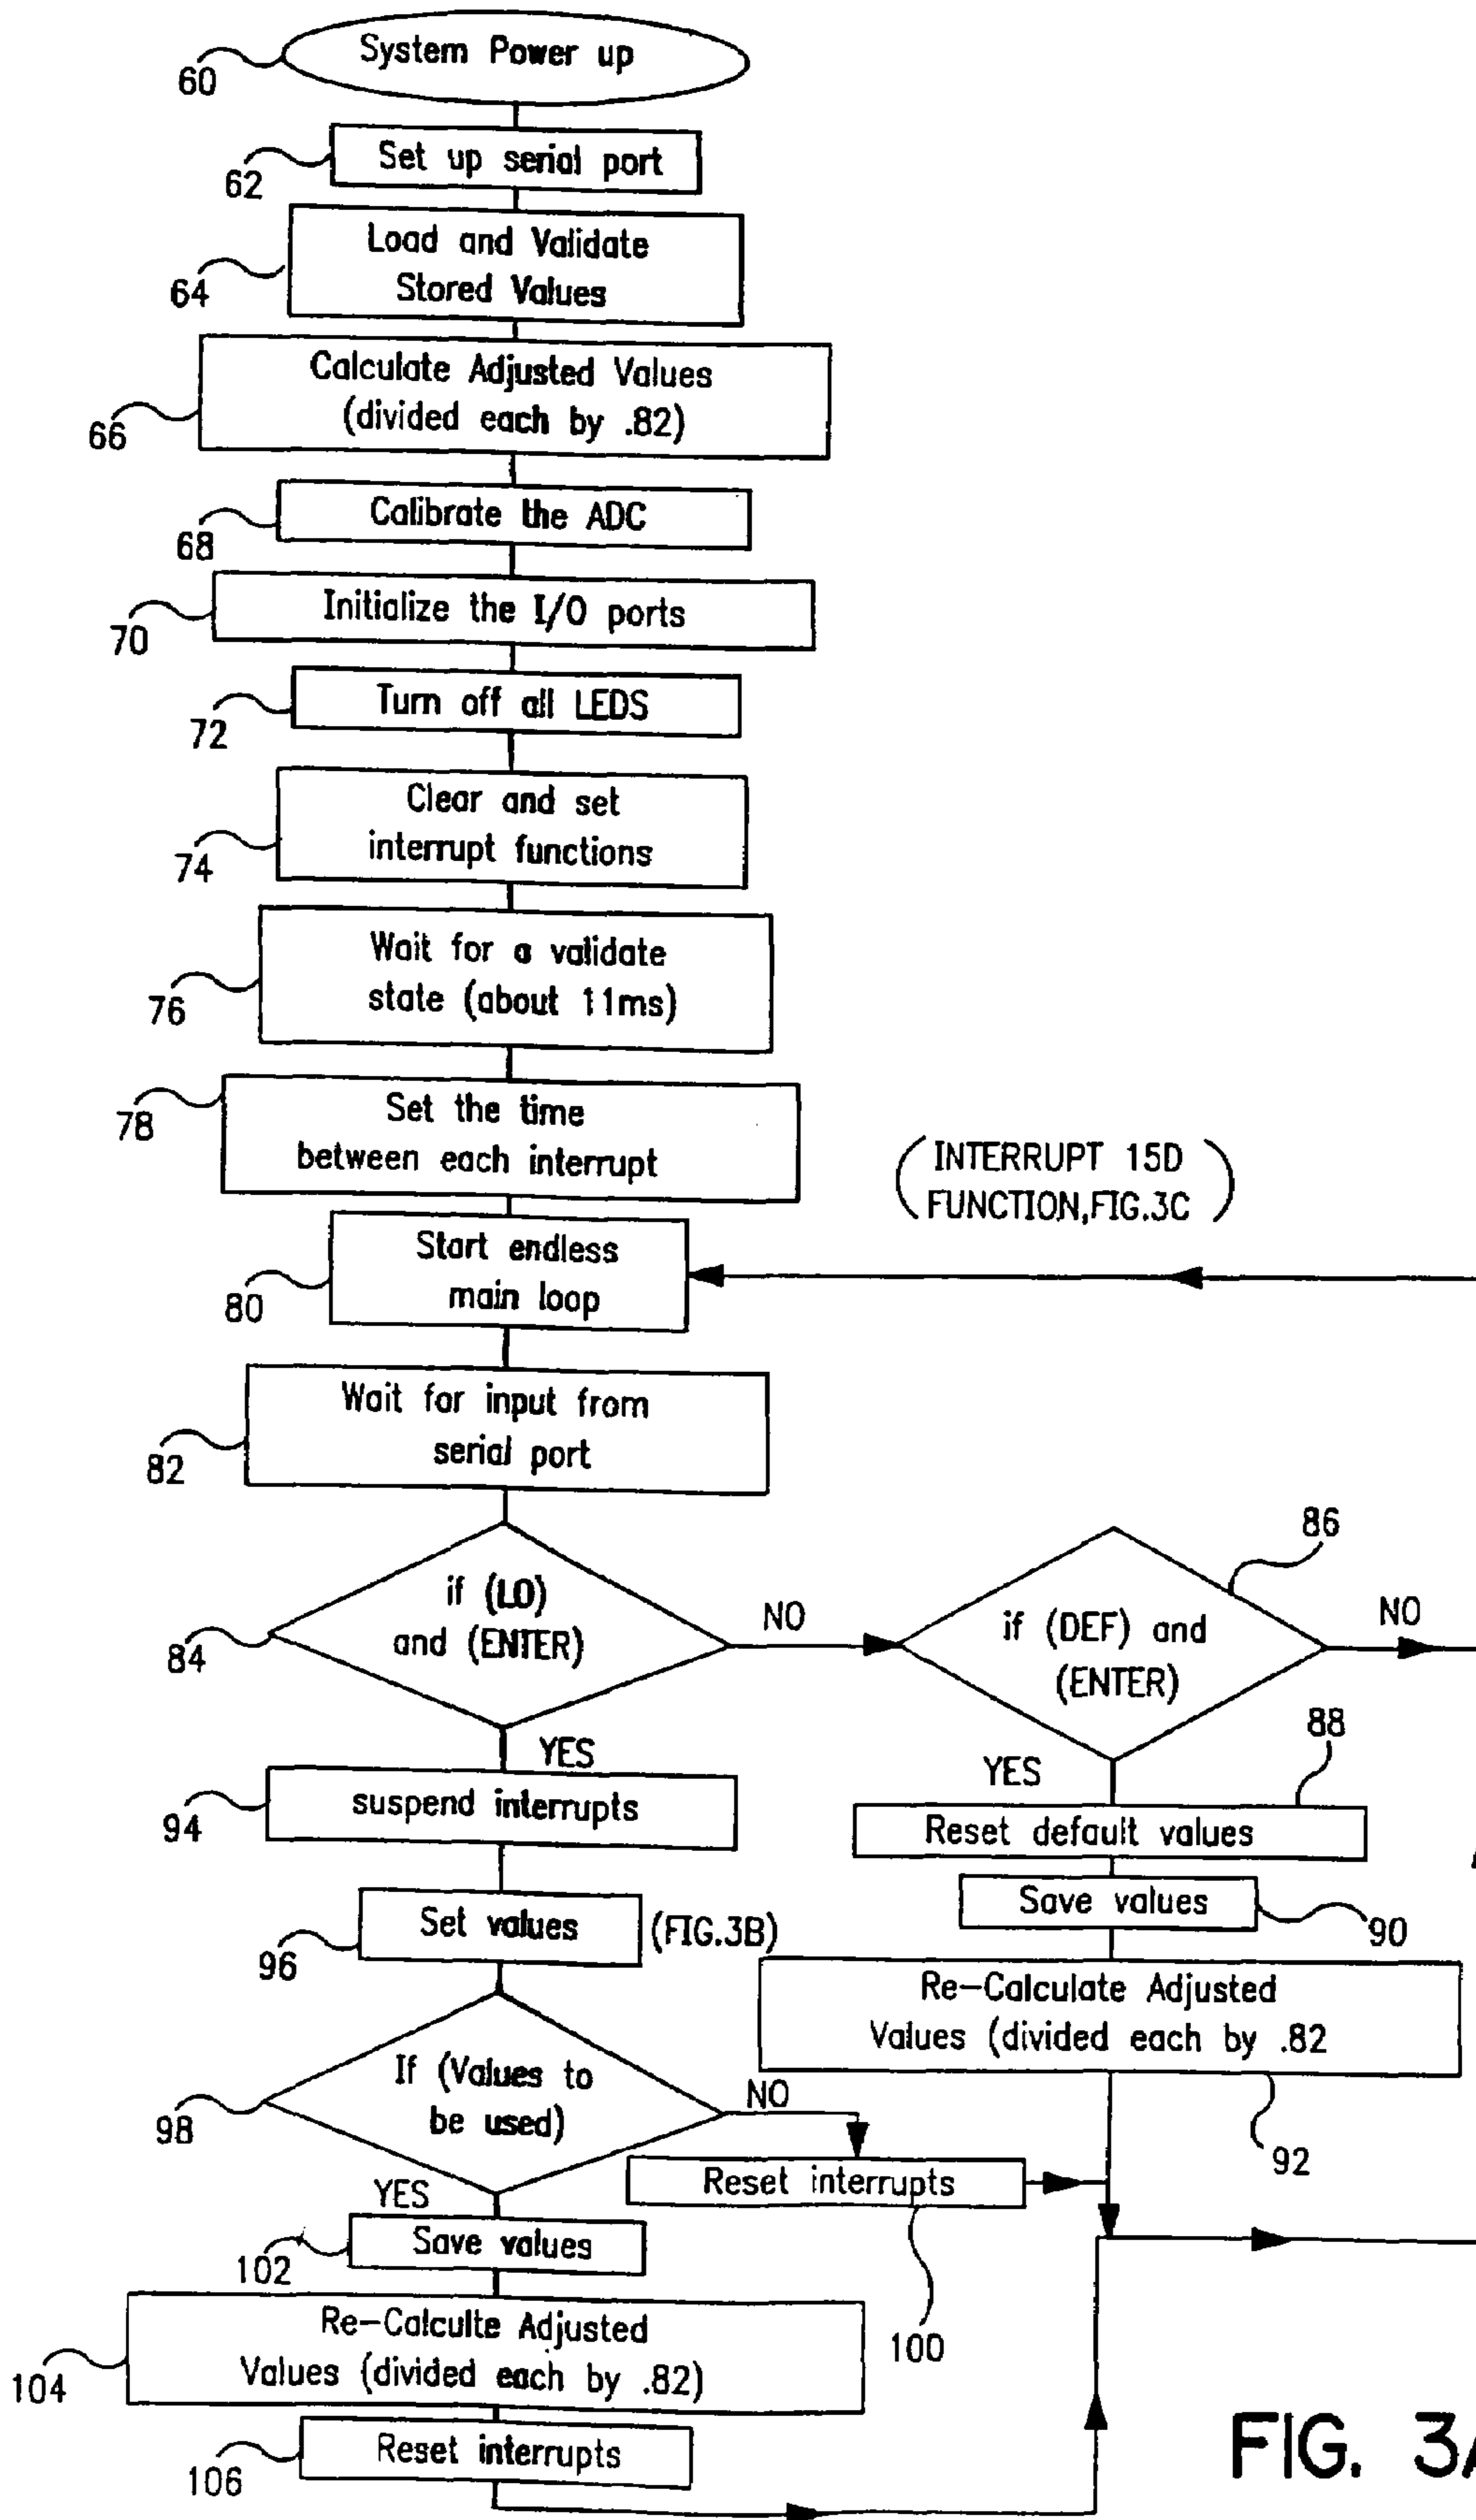 System Power up
60
Set up serial port
62
Load and Validate
Stored Values
64
Calculate Adjusted Values
(divided each by .82)
66
Calibrate the ADC
68
Initialize the I/O ports
70
Turn off all LEDS
72
Clear and set
interrupt functions
74
Wait for a validate
state (about 11ms)
76
Set the time
between each interrupt
78
(INTERRUPT 15D
FUNCTION,FIG.3C)
Start endless
main loop
80
Wait for input from
serial port
82
if (LO)
and (ENTER)
84
NO
86
if (DEF) and
(ENTER)
NO
YES
suspend interrupts
94
YES
88
Reset default values
Set values
(FIG.3B)
96
Save values
90
Re-Calculate Adjusted
Values (divided each by .82
92
If (Values to
be used)
98
NO
Reset interrupts
100
YES
Save values
102
Re-Calculte Adjusted
Values (divided each by .82)
104
Reset interrupts
106
FIG. 3A